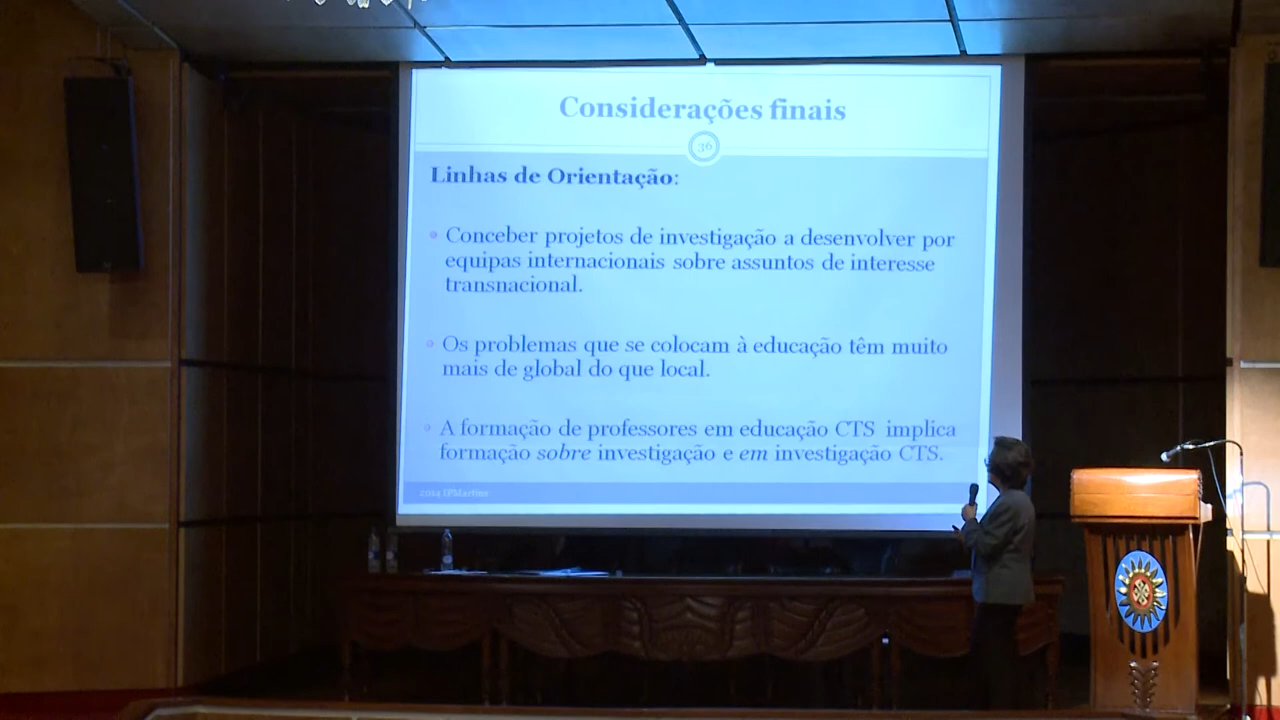 Considerações finais
36
Linhas de Orientação:
Conceber projetos de investigação a desenvolver por
equipas internacionais sobre assuntos de interesse
transnacional.
Os problemas que se colocam à educação têm muito
mais de global do que local.
A formação de professores em educação CTS implica
formação sobre investigação e em investigação CTS.
2014 IPMartins